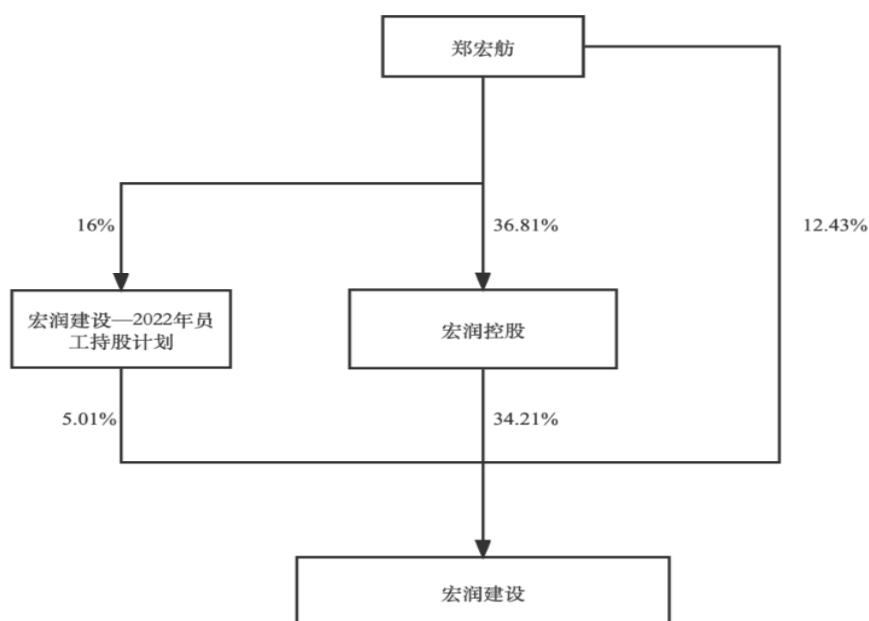 郑宏舫
16%
36.81%
12.43%
宏润建设—2022年员
工持股计划
宏润控股
5.01%
34.21%
宏润建设